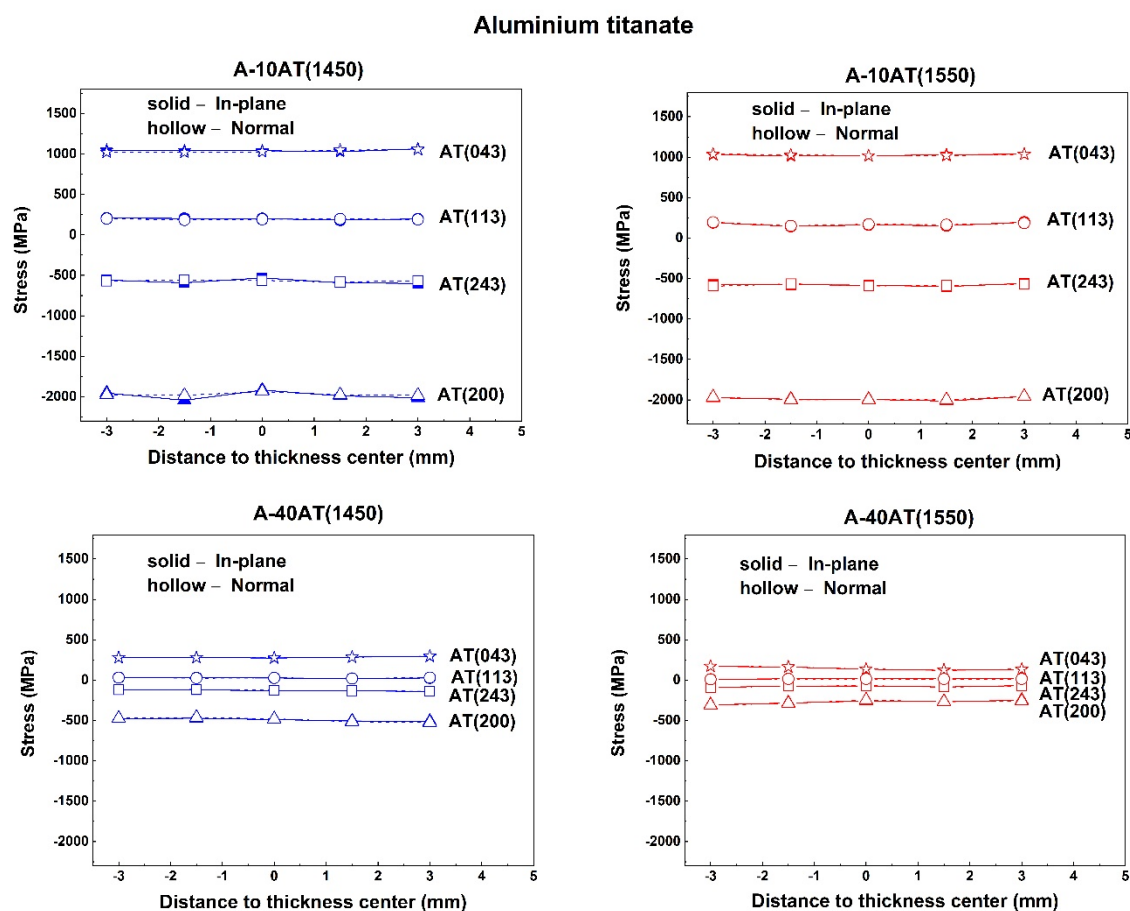 Aluminium titanate
A-10AT(1450)
solid – In-plane
hollow – Normal
1500
1000
500
0
-500
-1000
-1500
-2000
Stress (MPa)
AT(043)
AT(113)
AT(243)
AT(200)
-3 -2 -1 0 1 2 3 4 5
Distance to thickness center (mm)
A-10AT(1550)
solid – In-plane
hollow – Normal
1500
1000
500
0
-500
-1000
-1500
-2000
Stress (MPa)
AT(043)
AT(113)
AT(243)
AT(200)
-3 -2 -1 0 1 2 3 4 5
Distance to thickness center (mm)
A-40AT(1450)
solid – In-plane
hollow – Normal
1500
1000
500
0
-500
-1000
-1500
-2000
Stress (MPa)
AT(043)
AT(113)
AT(243)
AT(200)
-3 -2 -1 0 1 2 3 4 5
Distance to thickness center (mm)
A-40AT(1550)
solid – In-plane
hollow – Normal
1500
1000
500
0
-500
-1000
-1500
-2000
Stress (MPa)
AT(043)
AT(113)
AT(243)
AT(200)
-3 -2 -1 0 1 2 3 4 5
Distance to thickness center (mm)